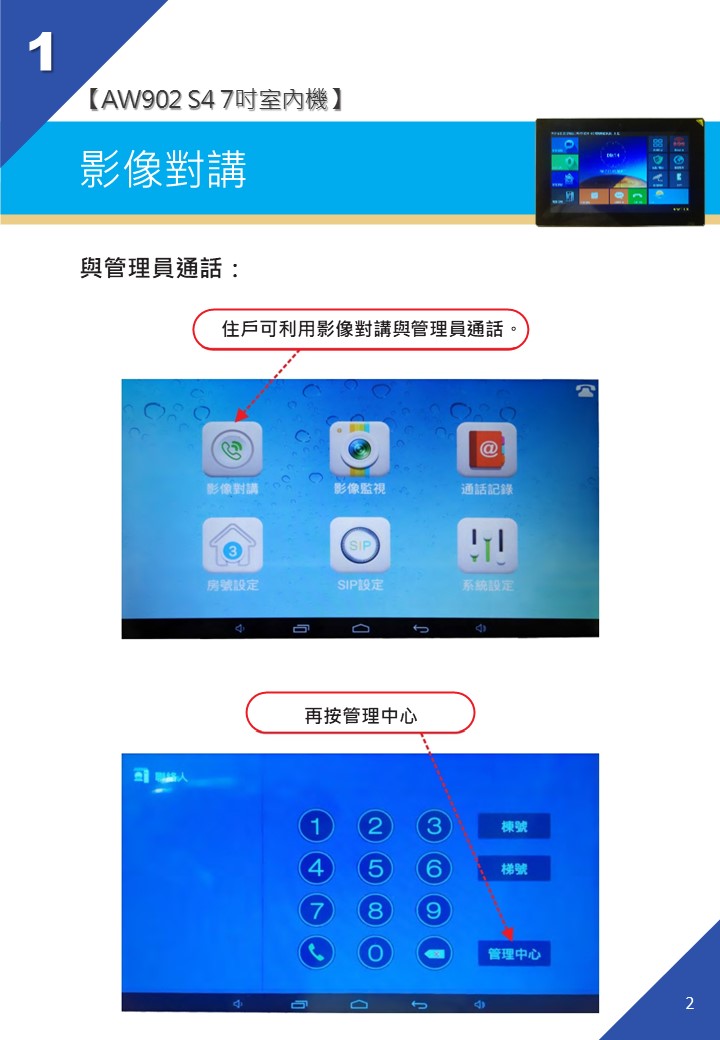 1
【AW902 S4 7吋室內機】
影像對講
與管理員通話：
住戶可利用影像對講與管理員通話。
@
影像對講
影像監視
通話記錄
3
SIP
房號設定
SIP設定
系統設定
再按管理中心
聯絡人
1
2
3
棟號
4
5
6
梯號
7
8
9
0
管理中心
2